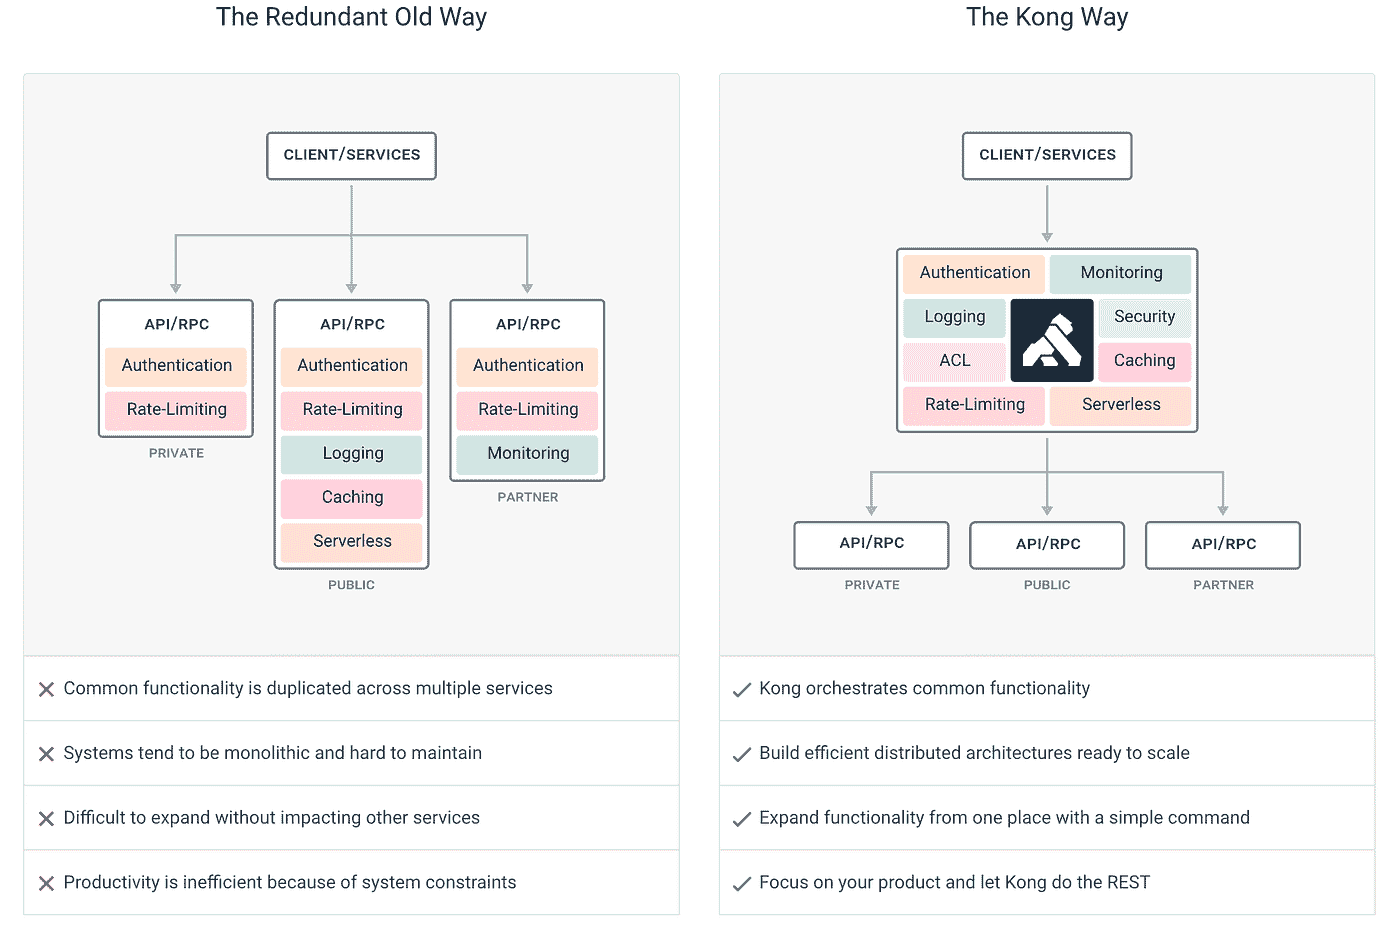 The Redundant Old Way
CLIENT/SERVICES
API/RPC
Authentication
Rate-Limiting
PRIVATE
API/RPC
Authentication
Rate-Limiting
Logging
Caching
Serverless
PUBLIC
API/RPC
Authentication
Rate-Limiting
Monitoring
PARTNER
Common functionality is duplicated across multiple services
Systems tend to be monolithic and hard to maintain
Difficult to expand without impacting other services
Productivity is inefficient because of system constraints
The Kong Way
CLIENT/SERVICES
Authentication
Monitoring
Logging
Security
ACL
Caching
Rate-Limiting
Serverless
API/RPC
PRIVATE
API/RPC
PUBLIC
API/RPC
PARTNER
Kong orchestrates common functionality
Build efficient distributed architectures ready to scale
Expand functionality from one place with a simple command
Focus on your product and let Kong do the REST